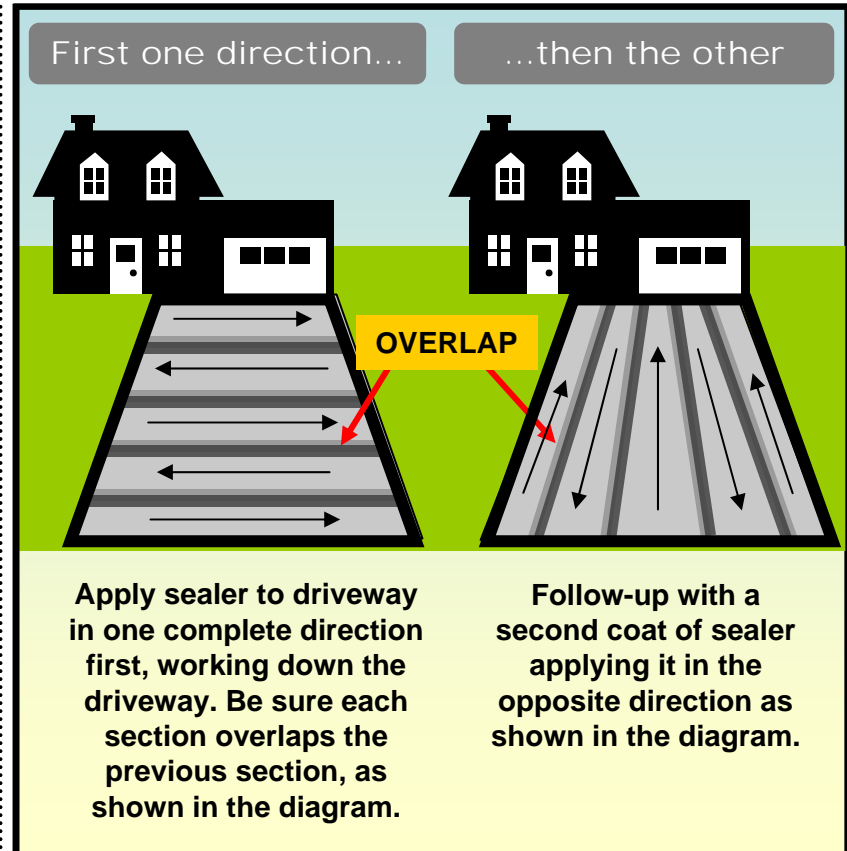 First one direction...
...then the other
OVERLAP
Apply sealer to driveway
in one complete direction
first, working down the
driveway. Be sure each
section overlaps the
previous section, as
shown in the diagram.
Follow-up with a
second coat of sealer
applying it in the
opposite direction as
shown in the diagram.